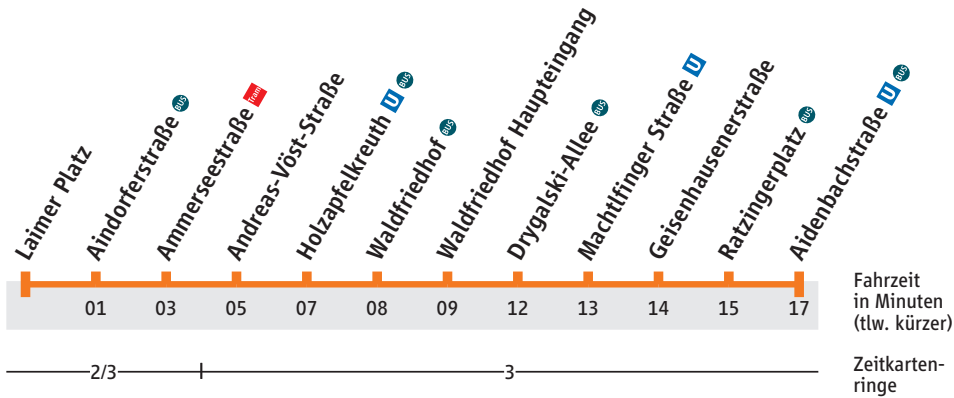 Laimer Platz
Aindorferstraße BUS
Ammerseestraße Tram
Andreas-Vöst-Straße
Holzapfelkreuth U BUS
Waldfriedhof BUS
Waldfriedhof Haupteingang
Drygalski-Allee BUS
Machtlfinger Straße U
Geisenhausenerstraße
Ratzingerplatz BUS
Aidenbachstraße U BUS
01 03 05 07 08 09 12 13 14 15 17
Fahrzeit
in Minuten
(tlw. kürzer)
2/3 3
Zeitkarten-
ringe